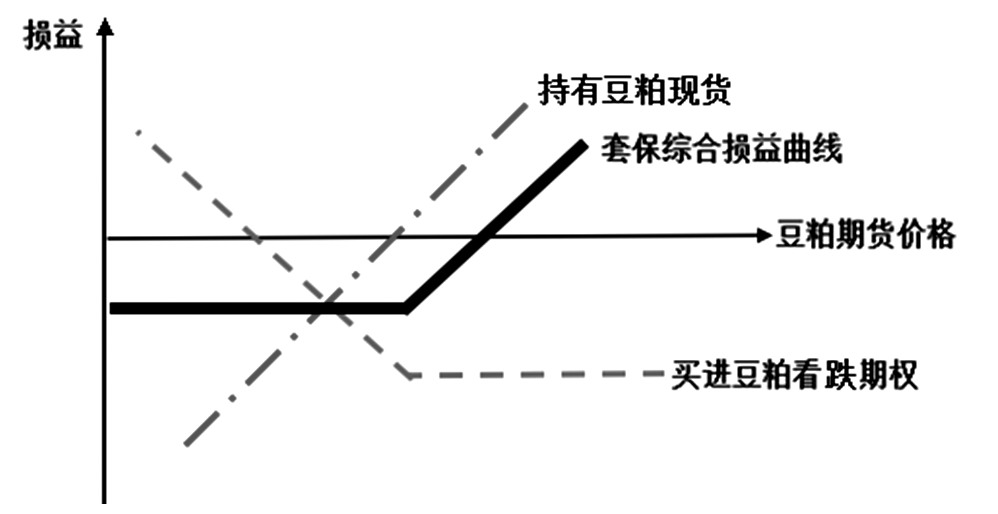 损益
持有豆粕现货
套保综合损益曲线
豆粕期货价格
买进豆粕看跌期权